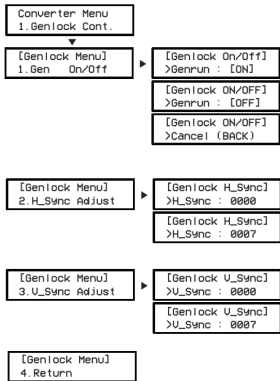 Converter Menu
1.Genlock Cont.
[Genlock Menu]
1.Gen On/Off
[Genlock On/Off]
>Genrun : [ON]
[Genlock ON/OFF]
>Genrun : [OFF]
[Genlock ON/OFF]
>Cancel (BACK)
[Genlock Menu]
2.H_Sync Adjust
[Genlock H_Sync]
>H_Sync : 0000
[Genlock H_Sync]
>H_Sync : 0007
[Genlock Menu]
3.V_Sync Adjust
[Genlock V_Sync]
>V_Sync : 0000
[Genlock V_Sync]
>V_Sync : 0007
[Genlock Menu]
4.Return